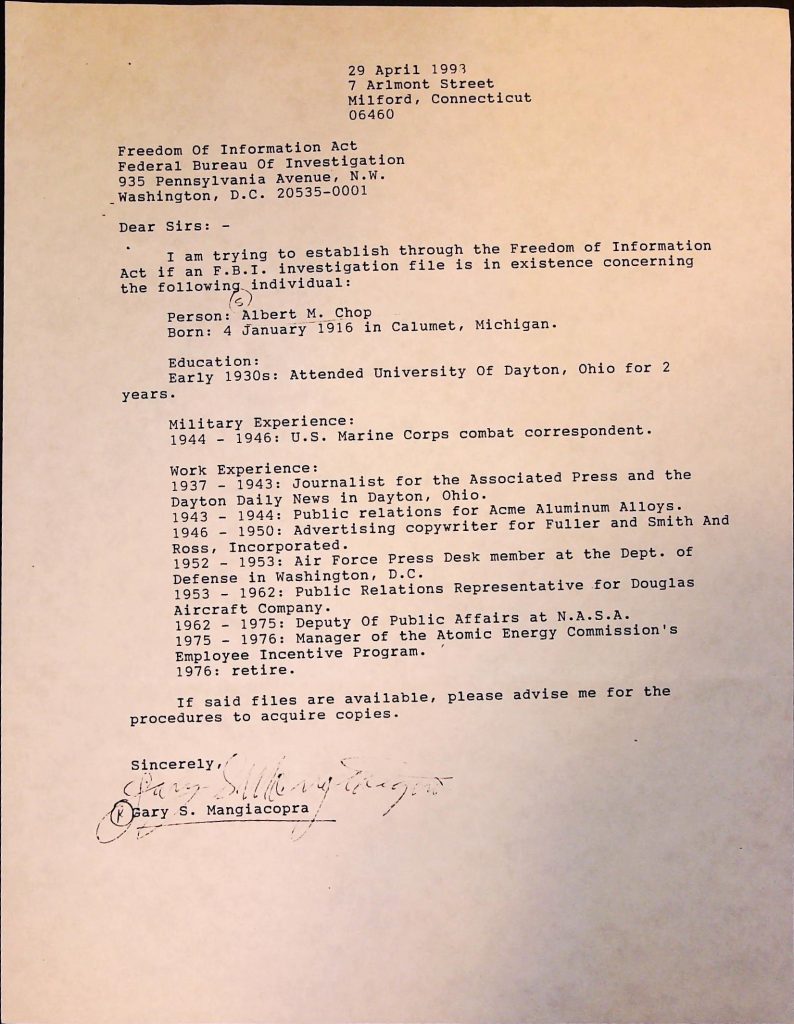 29 April 1993
7 Arlmont Street
Milford, Connecticut
06460
Freedom Of Information Act
Federal Bureau Of Investigation
935 Pennsylvania Avenue, N.W.
Washington, D.C. 20535-0001
Dear Sirs: -
I am trying to establish through the Freedom of Information
Act if an F.B.I. investigation file is in existence concerning
the following individual:
(S)
Person: Albert M. Chop
Born: 4 January 1916 in Calumet, Michigan.
Education:
Early 1930s: Attended University Of Dayton, Ohio for 2
years.
Military Experience:
1944 - 1946: U.S. Marine Corps combat correspondent.
Work Experience:
1937 - 1943: Journalist for the Associated Press and the
Dayton Daily News in Dayton, Ohio.
1943 - 1944: Public relations for Acme Aluminum Alloys.
1946 - 1950: Advertising copywriter for Fuller and Smith And
Ross, Incorporated.
1952 - 1953: Air Force Press Desk member at the Dept. of
Defense in Washington, D.C.
1953 - 1962: Public Relations Representative for Douglas
Aircraft Company.
1962 - 1975: Deputy Of Public Affairs at N.A.S.A.
1975 - 1976: Manager of the Atomic Energy Commission's
Employee Incentive Program.
1976: retire.
If said files are available, please advise me for the
procedures to acquire copies.
Sincerely,
Gary S. Mangiacopra
R Gary S. Mangiacopra